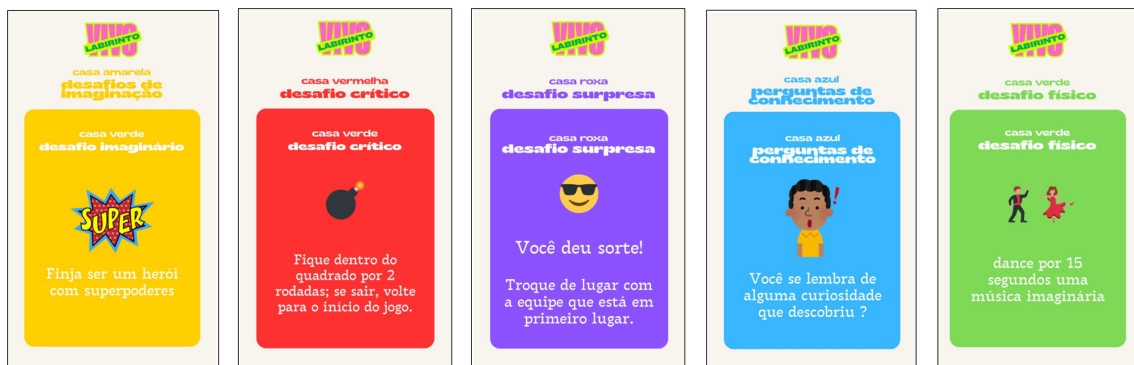 VIVO
LABIRINTO
casa amarela
desafios de
imaginação
casa verde
desafio imaginário
SUPER
Finja ser um herói
com superpoderes
VIVO
LABIRINTO
casa vermelha
desafio crítico
casa verde
desafio crítico
Fique dentro do
quadrado por 2
rodadas; se sair, volte
para o início do jogo.
VIVO
LABIRINTO
casa roxa
desafio surpresa
casa roxa
desafio surpresa
Você deu sorte!
Troque de lugar com
a equipe que está em
primeiro lugar.
VIVO
LABIRINTO
casa azul
perguntas de
conhecimento
casa azul
perguntas de
conhecimento
Você se lembra de
alguma curiosidade
que descobriu ?
VIVO
LABIRINTO
casa verde
desafio físico
casa verde
desafio físico
dance por 15
segundos uma
música imaginária